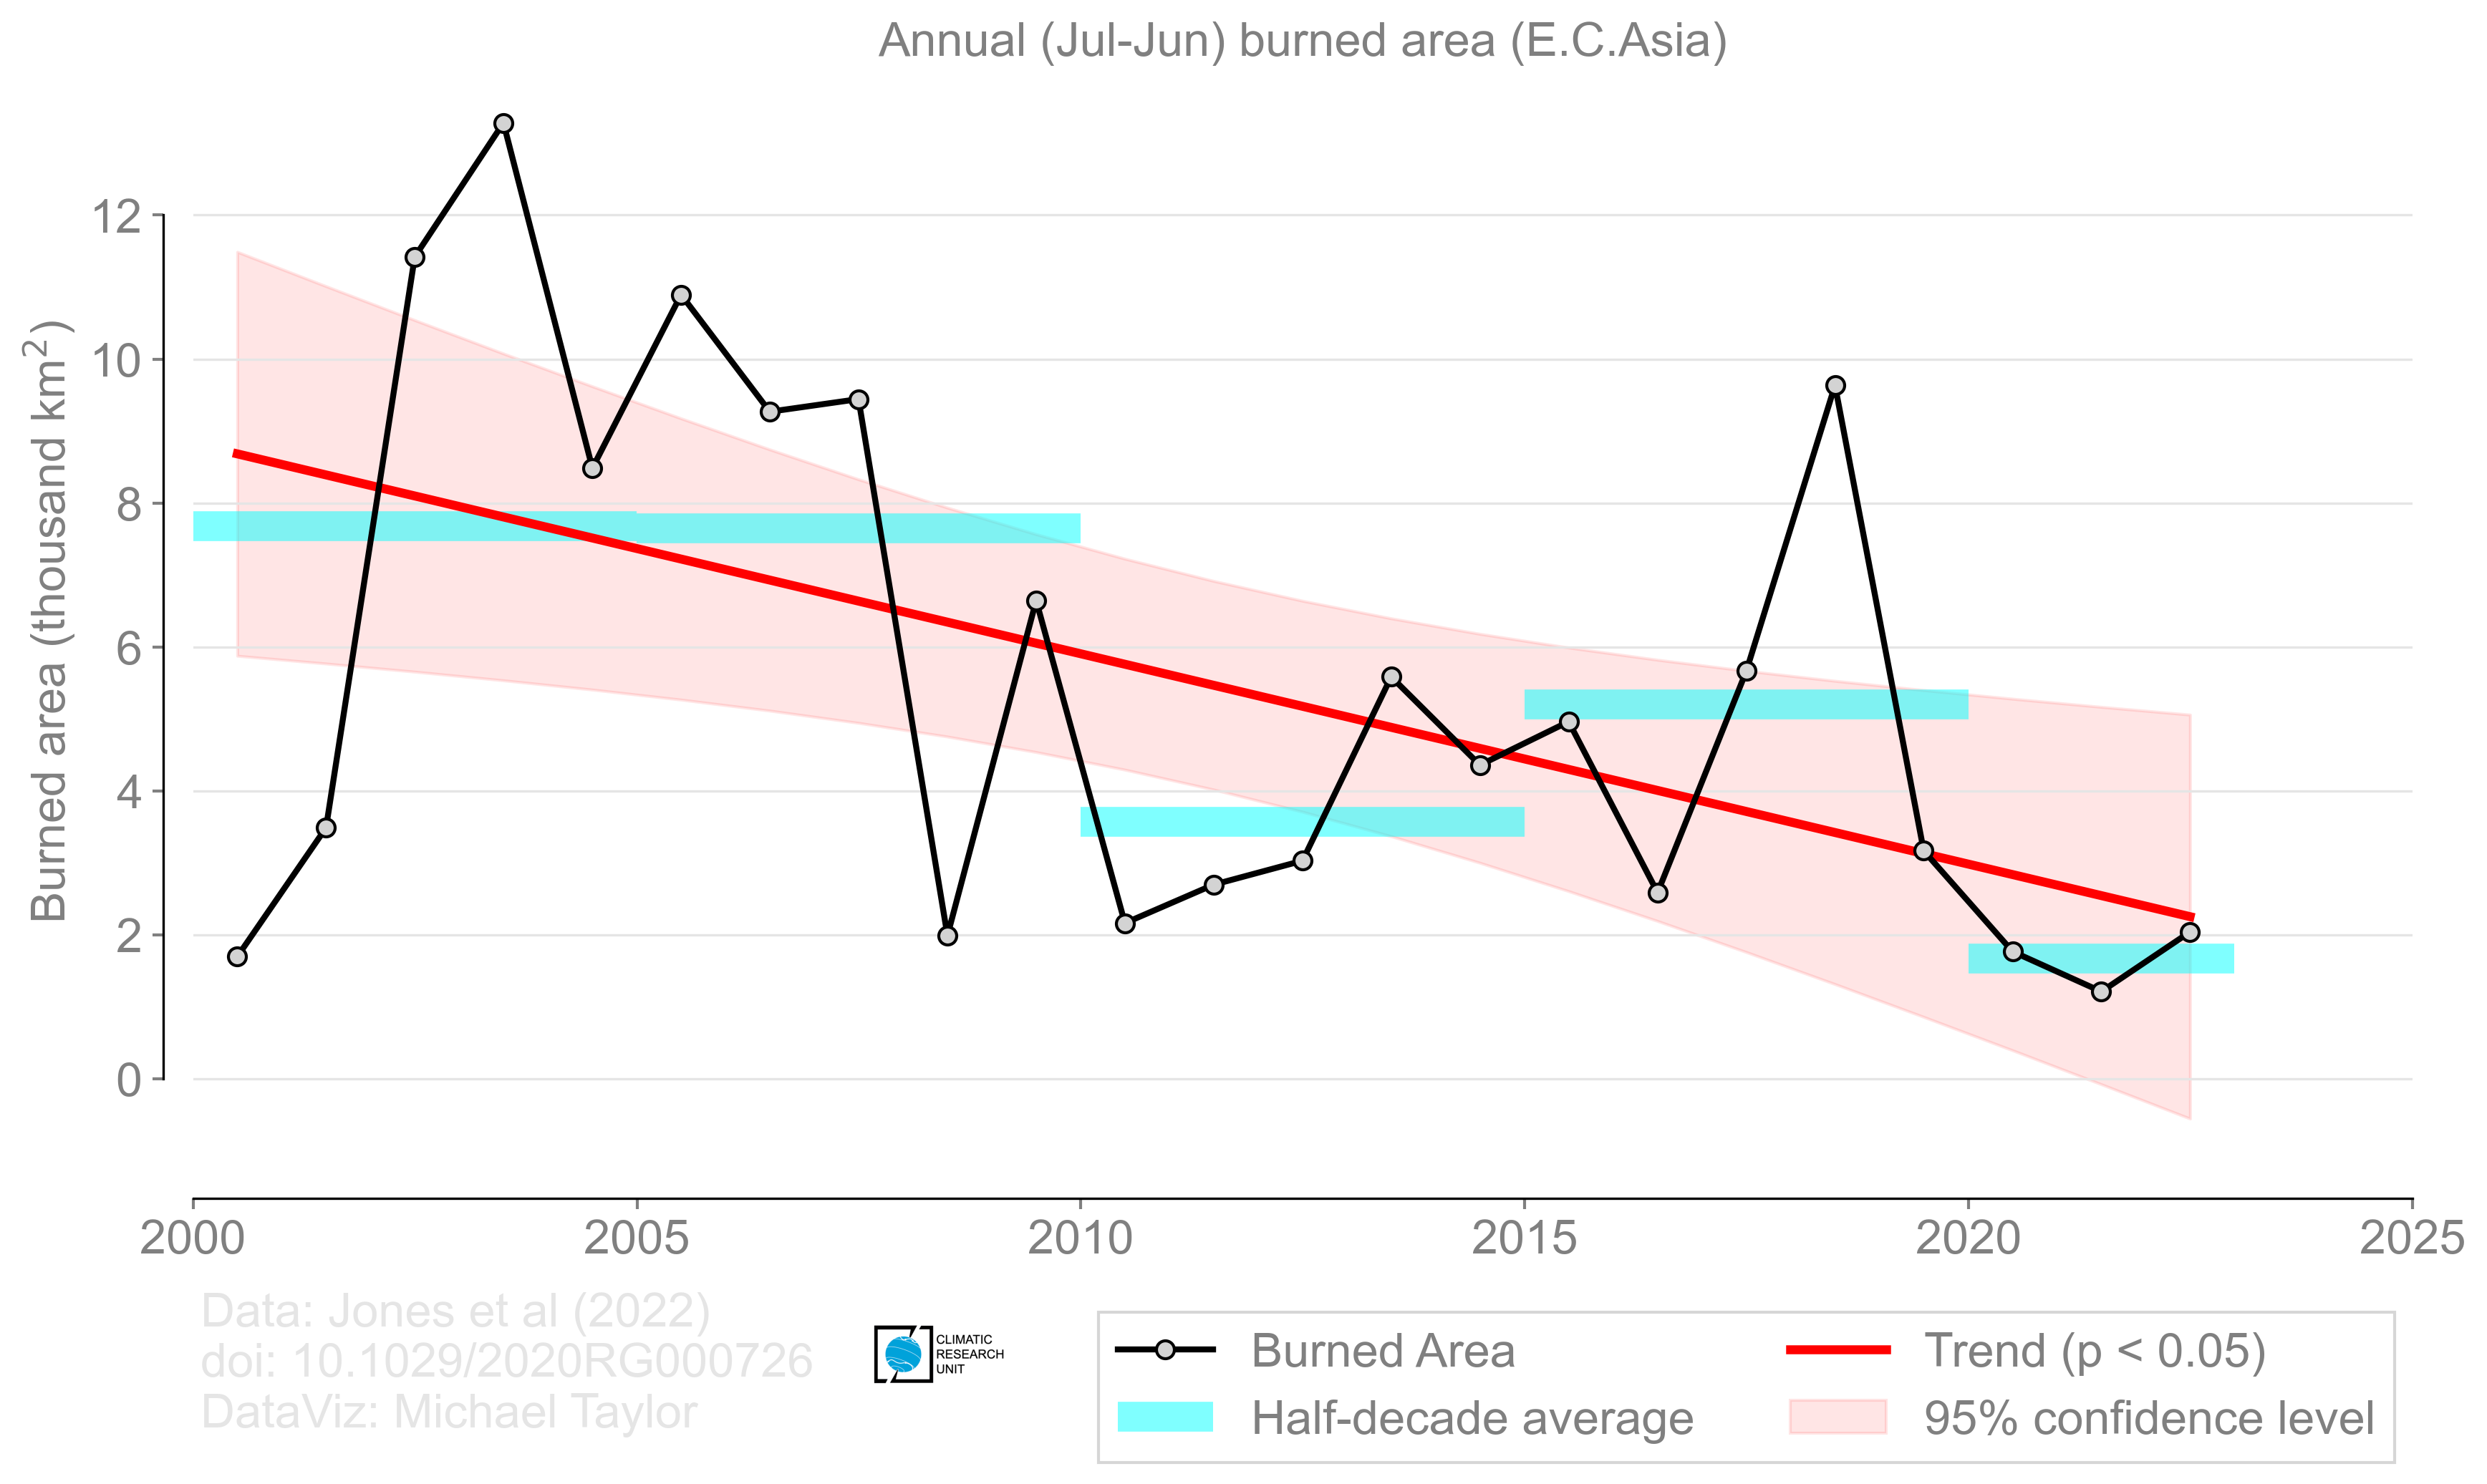 Annual (Jul-Jun) burned area (E.C.Asia)
Burned area (thousand km²)
12
10
8
6
4
2
0
2000 2005 2010 2015 2020 2025
Data: Jones et al (2022)
doi: 10.1029/2020RG000726
DataViz: Michael Taylor
CLIMATIC
RESEARCH
UNIT
Burned Area
Half-decade average
Trend (p < 0.05)
95% confidence level